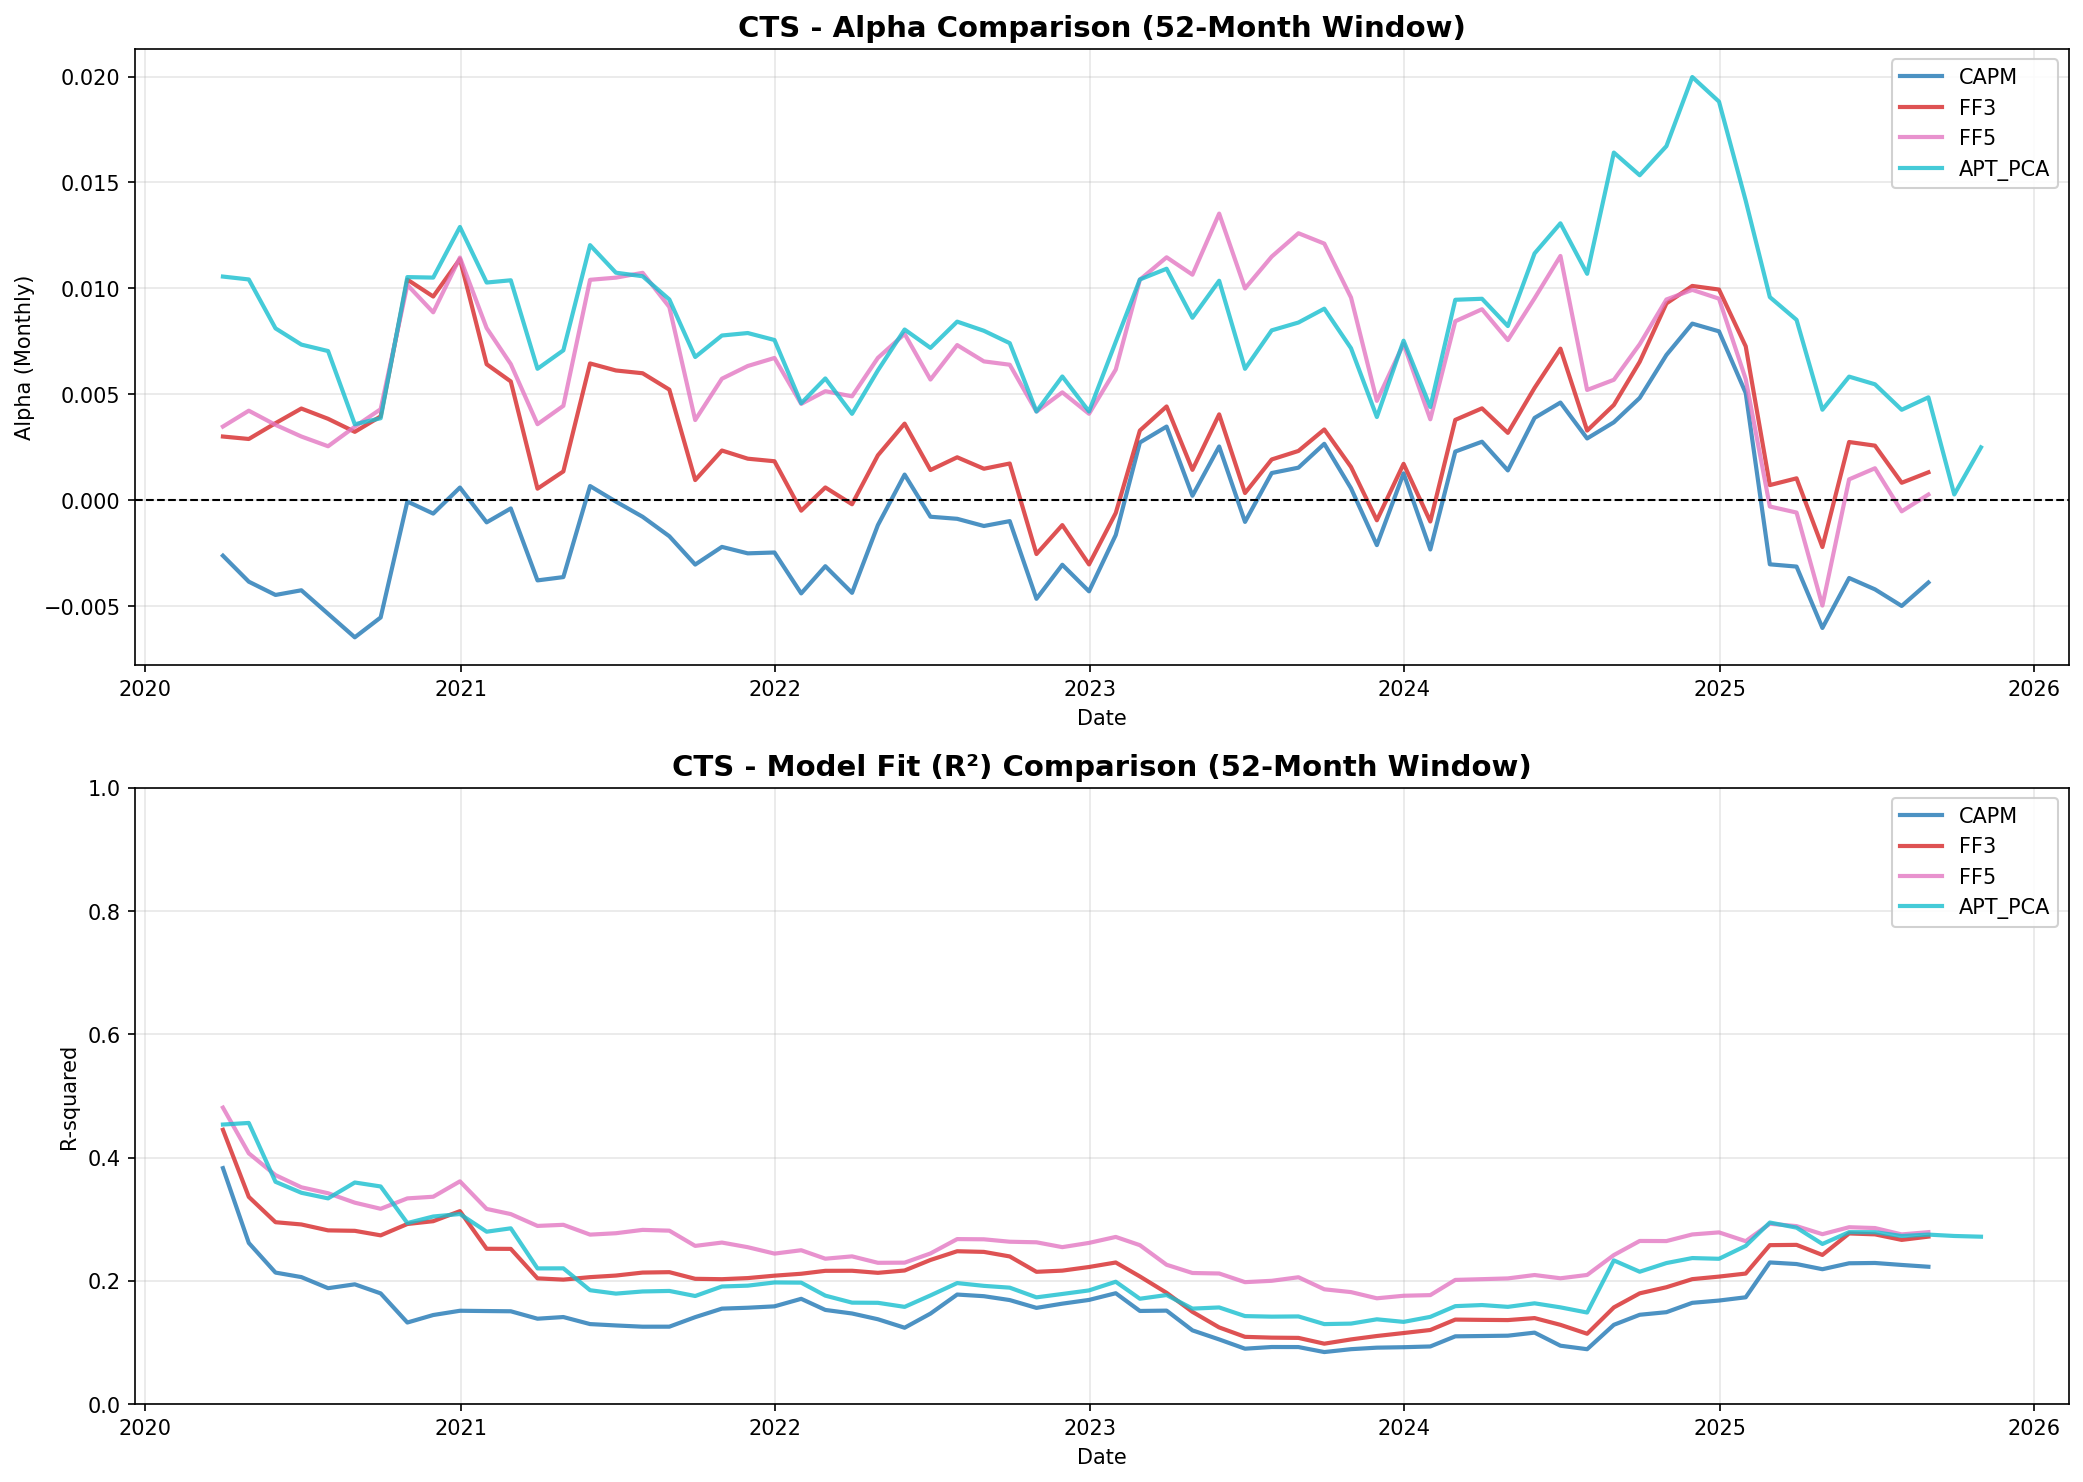 CTS - Alpha Comparison (52-Month Window)
0.020
0.015
0.010
0.005
0.000
−0.005
Alpha (Monthly)
CAPM
FF3
FF5
APT_PCA
2020 2021 2022 2023 2024 2025 2026
Date
CTS - Model Fit (R²) Comparison (52-Month Window)
1.0
0.8
0.6
0.4
0.2
0.0
R-squared
CAPM
FF3
FF5
APT_PCA
2020 2021 2022 2023 2024 2025 2026
Date